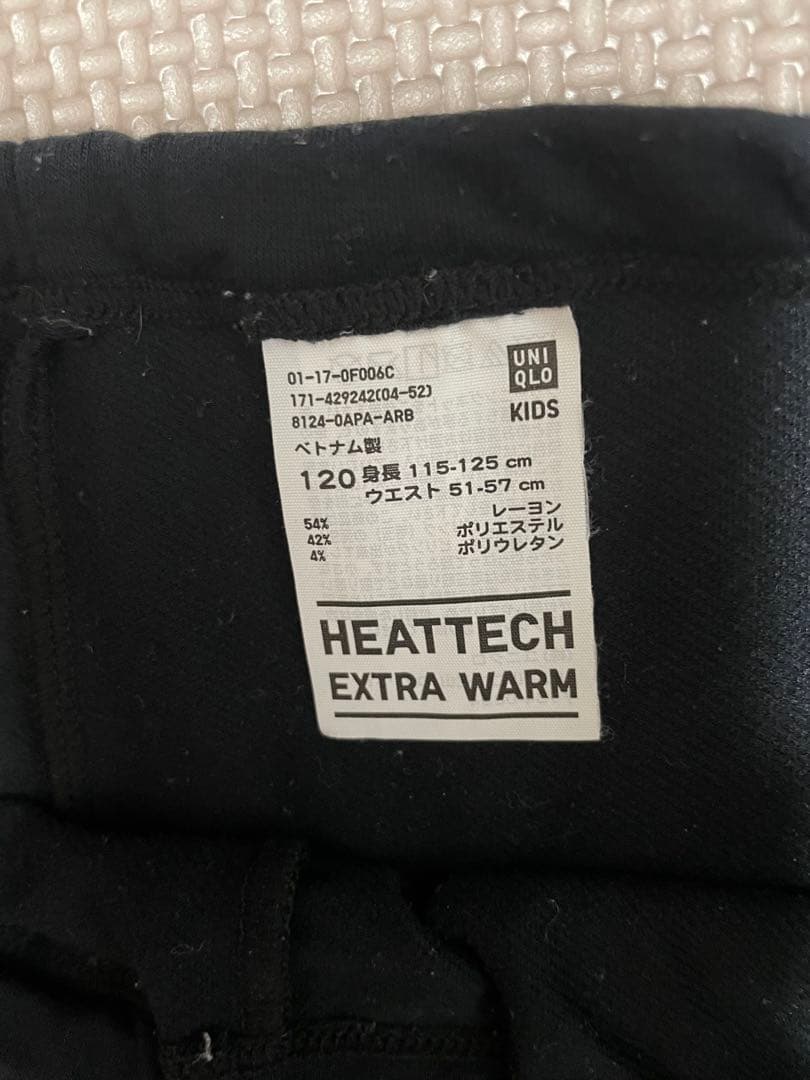 01-17-0F006C
171-429242(04-52)
8124-0APA-ARB
UNI
QLO
KIDS
ベトナム製
120 身長 115-125 cm
ウエスト 51-57 cm
54% レーヨン
42% ポリエステル
4% ポリウレタン
HEATTECH
EXTRA WARM